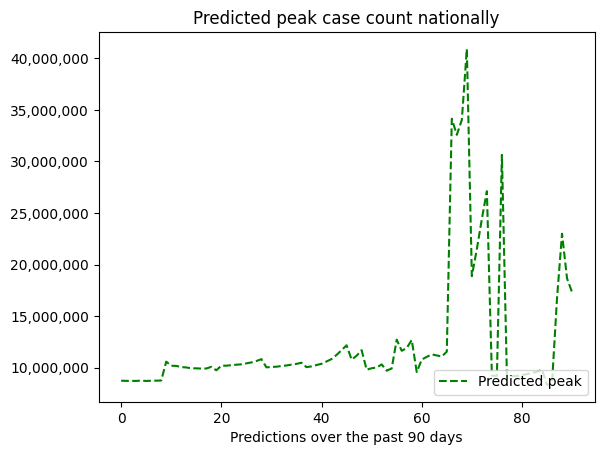 Predicted peak case count nationally
40,000,000
35,000,000
30,000,000
25,000,000
20,000,000
15,000,000
10,000,000
Predicted peak
0 20 40 60 80
Predictions over the past 90 days